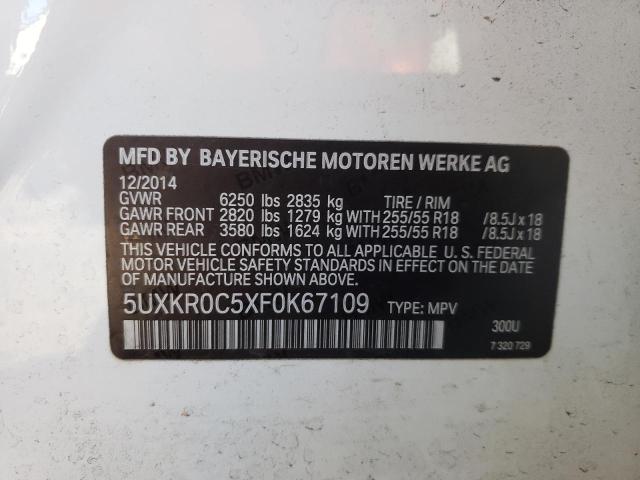 MFD BY BAYERISCHE MOTOREN WERKE AG
12/2014
GVWR 6250 lbs 2835 kg TIRE / RIM
GAWR FRONT 2820 lbs 1279 kg WITH 255/55 R18 /8.5J x 18
GAWR REAR 3580 lbs 1624 kg WITH 255/55 R18 /8.5J x 18
THIS VEHICLE CONFORMS TO ALL APPLICABLE U. S. FEDERAL
MOTOR VEHICLE SAFETY STANDARDS IN EFFECT ON THE DATE
OF MANUFACTURE SHOWN ABOVE.
5UXKR0C5XF0K67109 TYPE: MPV
300U
7 320 729